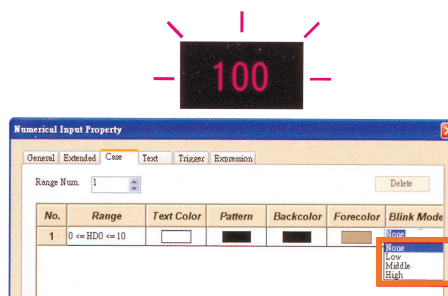 100
Numerical Input Property
General Extended Case Text Trigger Expression
Range Num. 1 Delete
No. Range Text Color Pattern Backcolor Forecolor Blink Mode
1 0 <= HD0 <= 10 None
None
Low
Middle
High